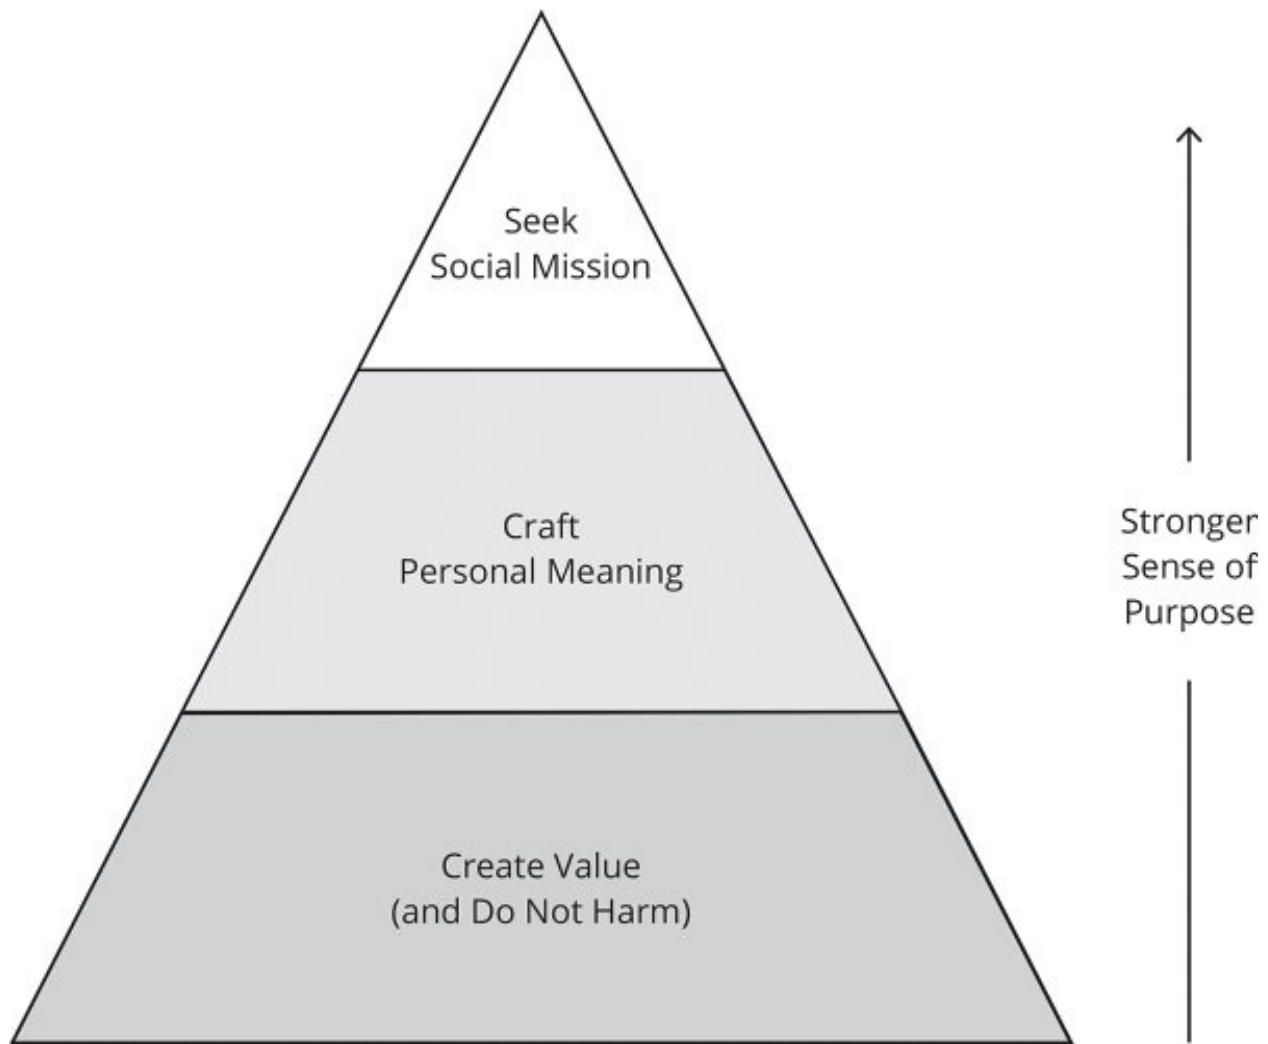 Seek
Social Mission
Craft
Personal Meaning
Stronger
Sense of
Purpose
Create Value
(and Do Not Harm)